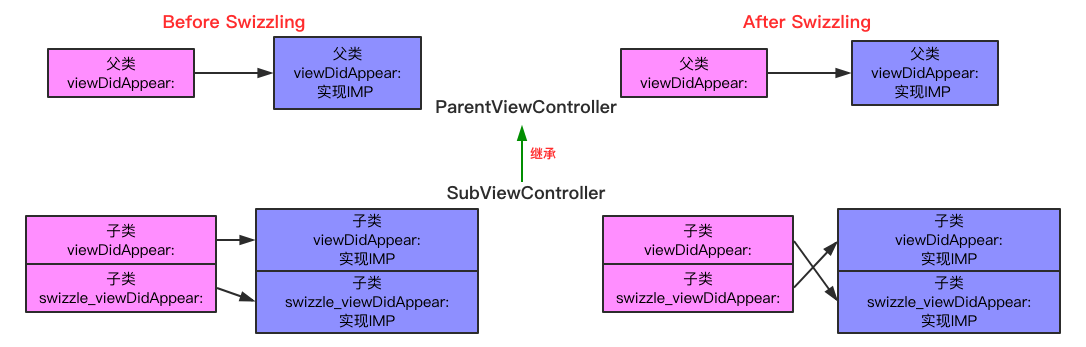 Before Swizzling
After Swizzling
父类
viewDidAppear:
父类
viewDidAppear:
实现IMP
父类
viewDidAppear:
父类
viewDidAppear:
实现IMP
ParentViewController
继承
SubViewController
子类
viewDidAppear:
子类
swizzle_viewDidAppear:
子类
viewDidAppear:
实现IMP
子类
swizzle_viewDidAppear:
实现IMP
子类
viewDidAppear:
子类
swizzle_viewDidAppear:
子类
viewDidAppear:
实现IMP
子类
swizzle_viewDidAppear:
实现IMP